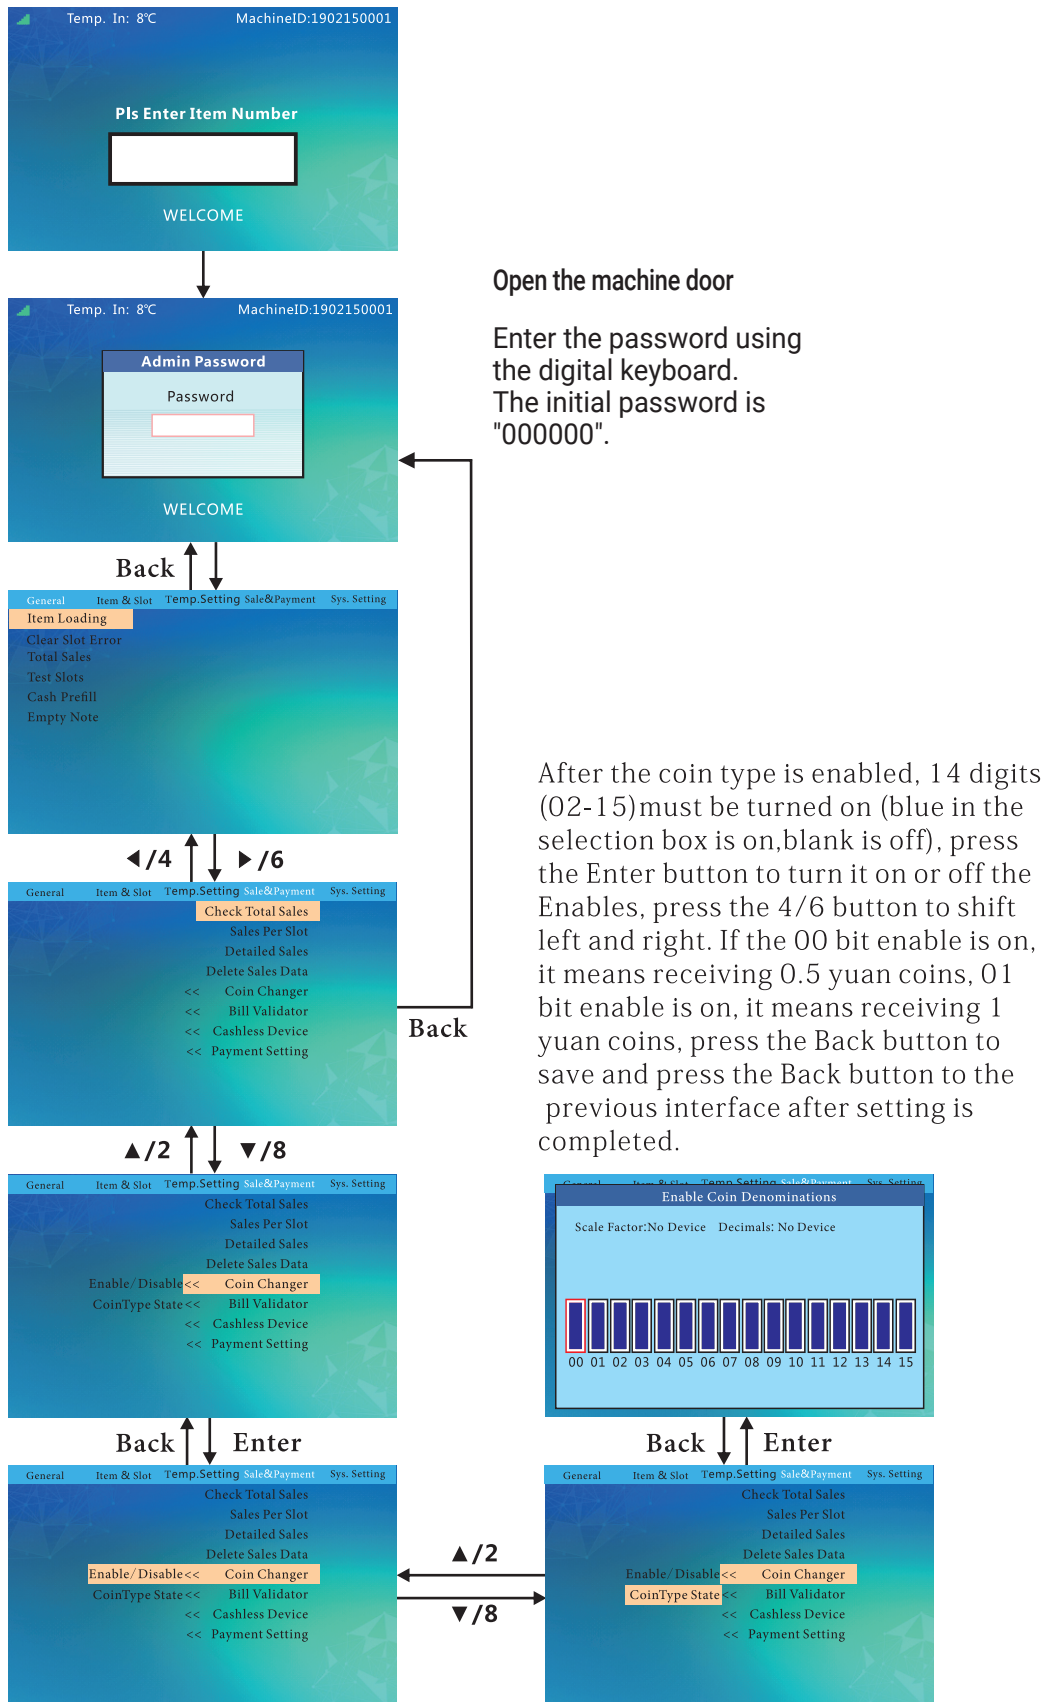 Temp. In: 8℃ MachineID:1902150001
Pls Enter Item Number
WELCOME
Open the machine door
Enter the password using
the digital keyboard.
The initial password is
"000000".
Temp. In: 8℃ MachineID:1902150001
Admin Password
Password
WELCOME
Back
General Item & Slot Temp.Setting Sale&Payment Sys. Setting
Item Loading
Clear Slot Error
Total Sales
Test Slots
Cash Prefill
Empty Note
◀/4 ▶/6
General Item & Slot Temp.Setting Sale&Payment Sys. Setting
Check Total Sales
Sales Per Slot
Detailed Sales
Delete Sales Data
<< Coin Changer
<< Bill Validator
<< Cashless Device
<< Payment Setting
Back
After the coin type is enabled, 14 digits
(02-15)must be turned on (blue in the
selection box is on,blank is off), press
the Enter button to turn it on or off the
Enables, press the 4/6 button to shift
left and right. If the 00 bit enable is on,
it means receiving 0.5 yuan coins, 01
bit enable is on, it means receiving 1
yuan coins, press the Back button to
save and press the Back button to the
previous interface after setting is
completed.
▲/2 ▼/8
General Item & Slot Temp.Setting Sale&Payment Sys. Setting
Check Total Sales
Sales Per Slot
Detailed Sales
Delete Sales Data
Enable/Disable<< Coin Changer
CoinType State<< Bill Validator
<< Cashless Device
<< Payment Setting
General Item & Slot Temp.Setting Sale&Payment Sys. Setting
Enable Coin Denominations
Scale Factor:No Device Decimals: No Device
00 01 02 03 04 05 06 07 08 09 10 11 12 13 14 15
Back Enter
Back Enter
General Item & Slot Temp.Setting Sale&Payment Sys. Setting
Check Total Sales
Sales Per Slot
Detailed Sales
Delete Sales Data
Enable/Disable<< Coin Changer
CoinType State<< Bill Validator
<< Cashless Device
<< Payment Setting
▲/2
▼/8
General Item & Slot Temp.Setting Sale&Payment Sys. Setting
Check Total Sales
Sales Per Slot
Detailed Sales
Delete Sales Data
Enable/Disable<< Coin Changer
CoinType State<< Bill Validator
<< Cashless Device
<< Payment Setting